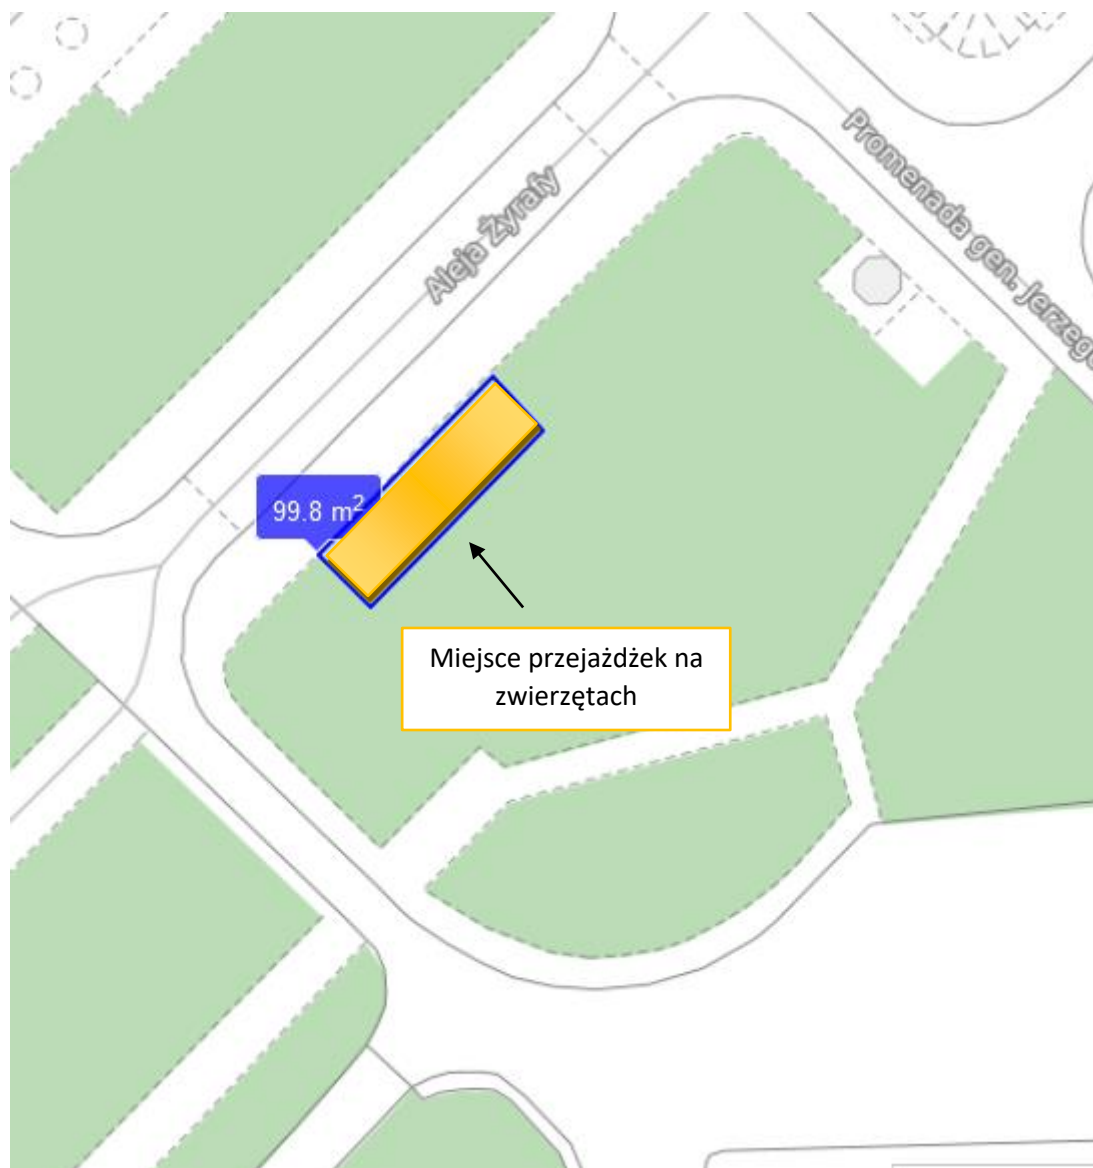 Promenada gen. Jerzego
Aleja Żyrafy
99.8 m²
Miejsce przejażdżek na
zwierzętach